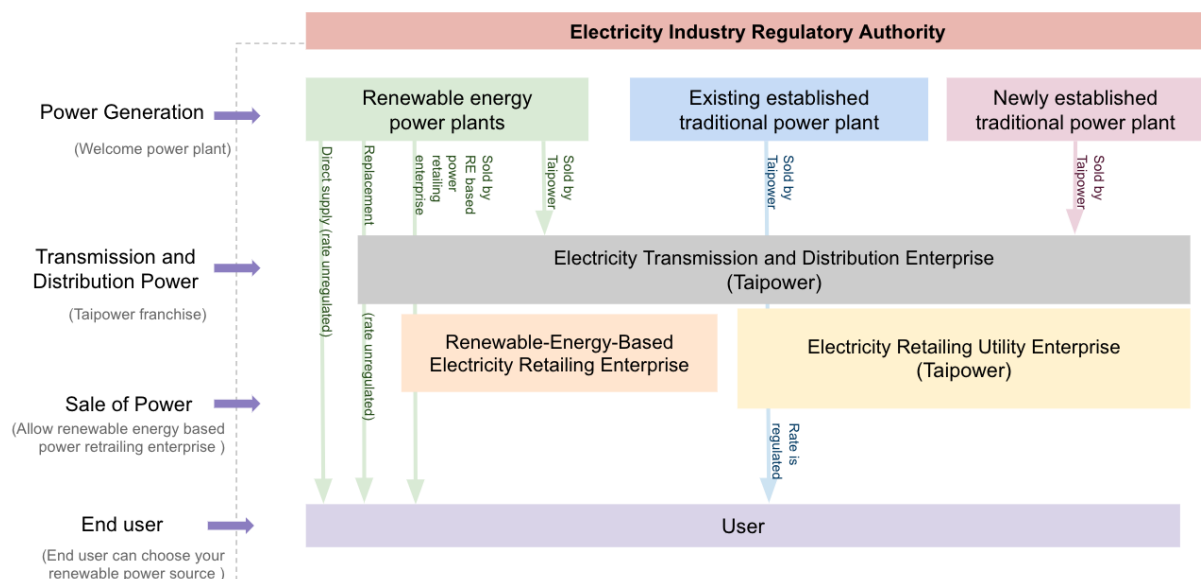 Electricity Industry Regulatory Authority
Power Generation
(Welcome power plant)
Renewable energy
power plants
Existing established
traditional power plant
Newly established
traditional power plant
Direct supply (rate unregulated)
Replacement
(rate unregulated)
Sold by
RE based
power
retailing
enterprise
Sold by
Taipower
Sold by
Taipower
Sold by
Taipower
Transmission and
Distribution Power
(Taipower franchise)
Electricity Transmission and Distribution Enterprise
(Taipower)
Renewable-Energy-Based
Electricity Retailing Enterprise
Electricity Retailing Utility Enterprise
(Taipower)
Sale of Power
(Allow renewable energy based
power retrailing enterprise )
Rate is
regulated
End user
(End user can choose your
renewable power source )
User